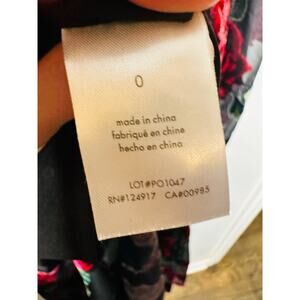 0
made in china
fabriqué en chine
hecho en china
LOT#PO1047
RN#124917 CA#00985